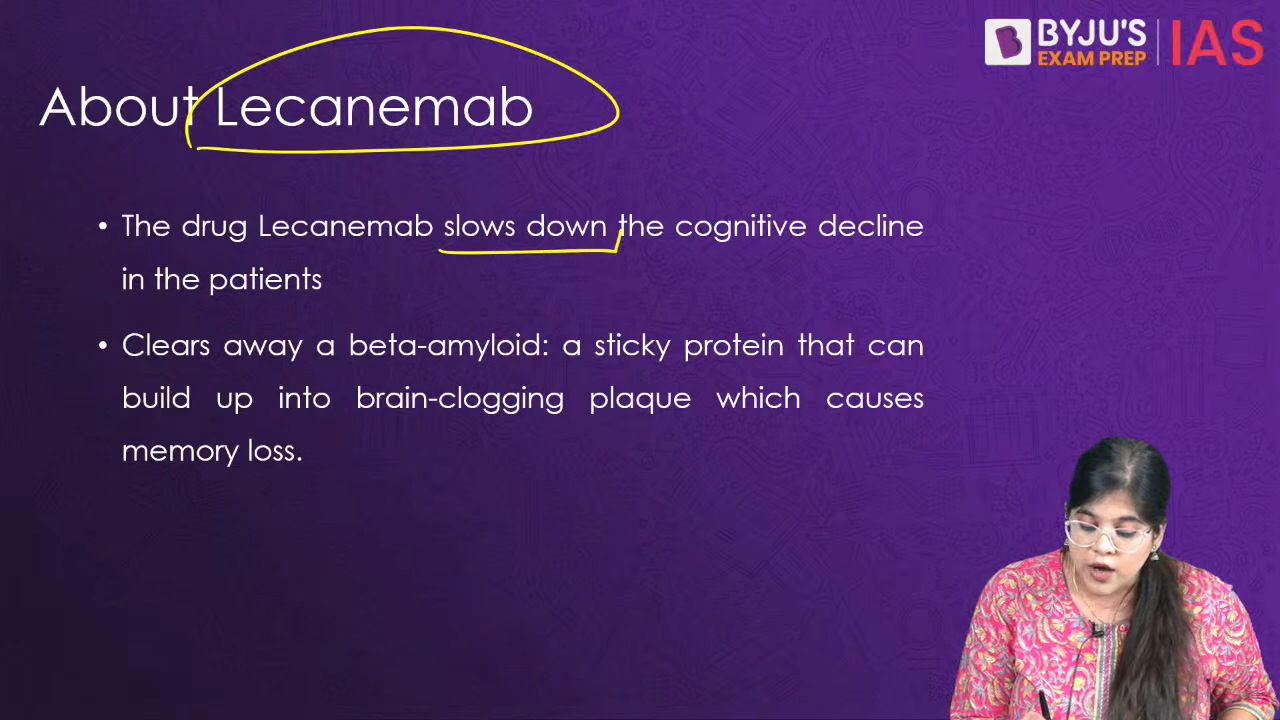 BYJU'S
EXAM PREP
IAS
About Lecanemab
• The drug Lecanemab slows down the cognitive decline
in the patients
• Clears away a beta-amyloid: a sticky protein that can
build up into brain-clogging plaque which causes
memory loss.